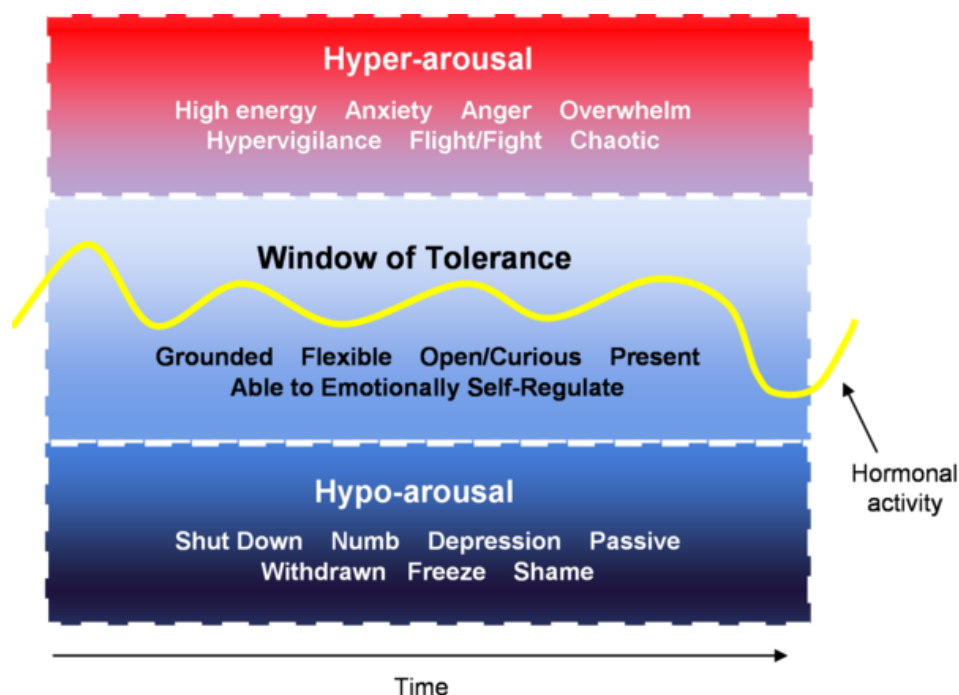 Hyper-arousal
High energy Anxiety Anger Overwhelm
Hypervigilance Flight/Fight Chaotic
Window of Tolerance
Grounded Flexible Open/Curious Present
Able to Emotionally Self-Regulate
Hypo-arousal
Shut Down Numb Depression Passive
Withdrawn Freeze Shame
Hormonal
activity
Time